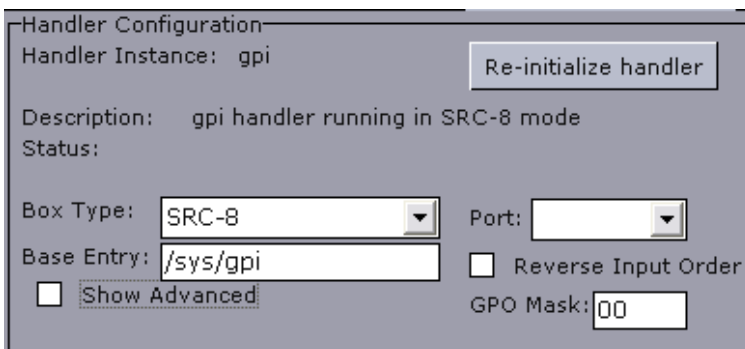 Handler Configuration
Handler Instance: gpi
Re-initialize handler
Description: gpi handler running in SRC-8 mode
Status:
Box Type: SRC-8
Port:
Base Entry: /sys/gpi
Reverse Input Order
Show Advanced
GPO Mask: 00